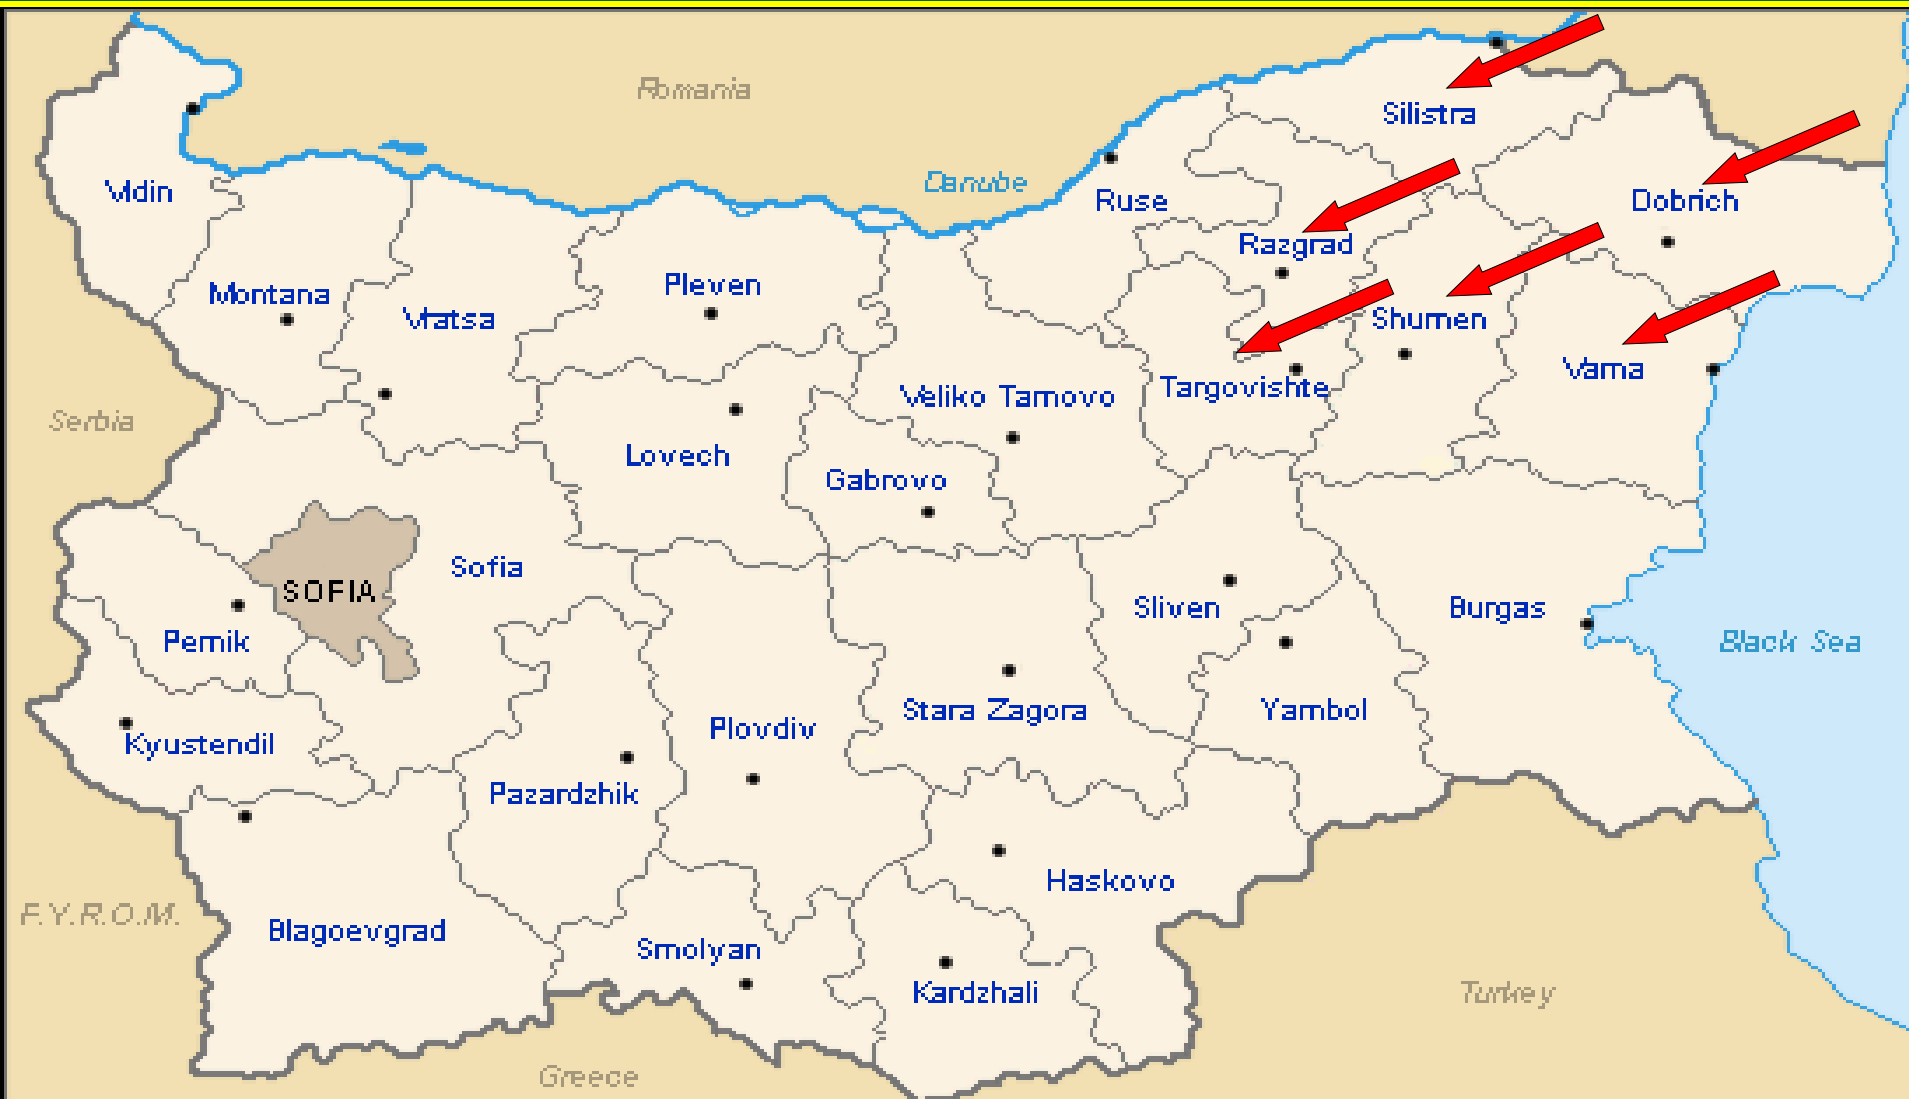 Romania
Silistra
Vidin
Danube
Ruse
Dobrich
Razgrad
Montana
Pleven
Vratsa
Shumen
Varna
Targovishte
Veliko Tarnovo
Serbia
Lovech
Gabrovo
Sofia
SOFIA
Sliven
Burgas
Pernik
Black Sea
Stara Zagora
Yambol
Plovdiv
Kyustendil
Pazardzhik
Haskovo
F.Y.R.O.M.
Blagoevgrad
Smolyan
Kardzhali
Turkey
Greece